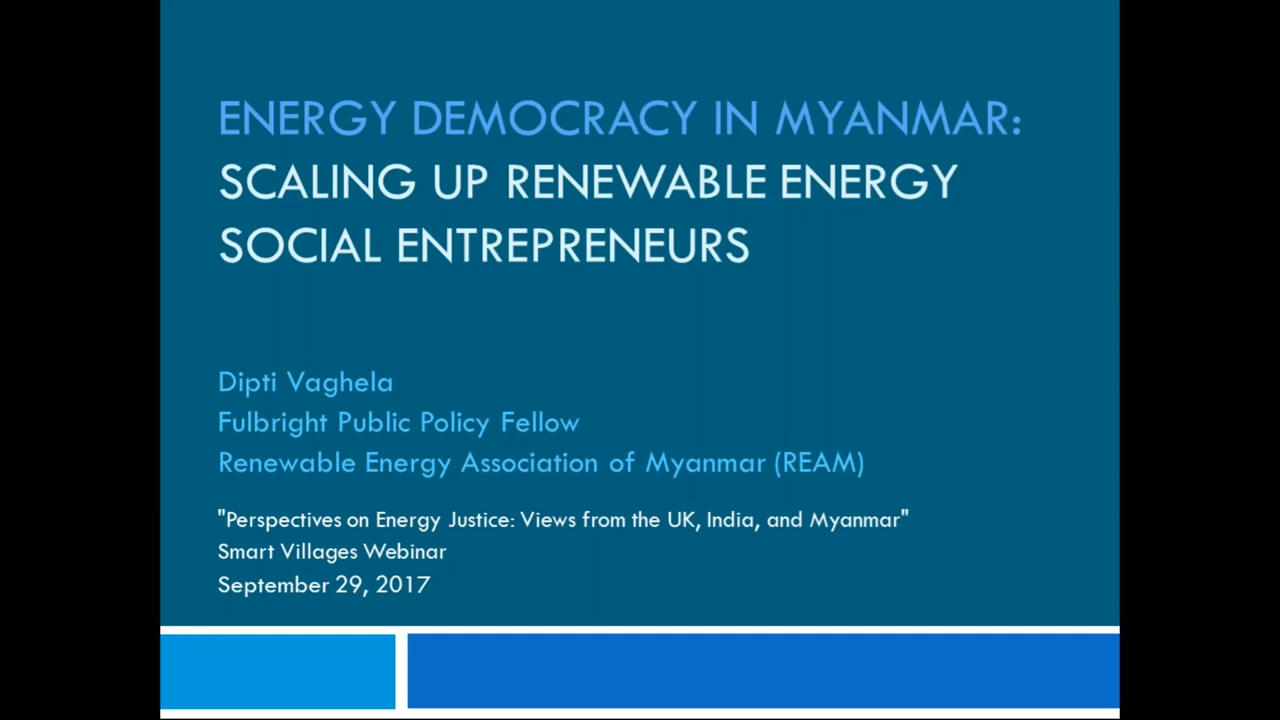 ENERGY DEMOCRACY IN MYANMAR:
SCALING UP RENEWABLE ENERGY
SOCIAL ENTREPRENEURS
Dipti Vaghela
Fulbright Public Policy Fellow
Renewable Energy Association of Myanmar (REAM)
"Perspectives on Energy Justice: Views from the UK, India, and Myanmar"
Smart Villages Webinar
September 29, 2017